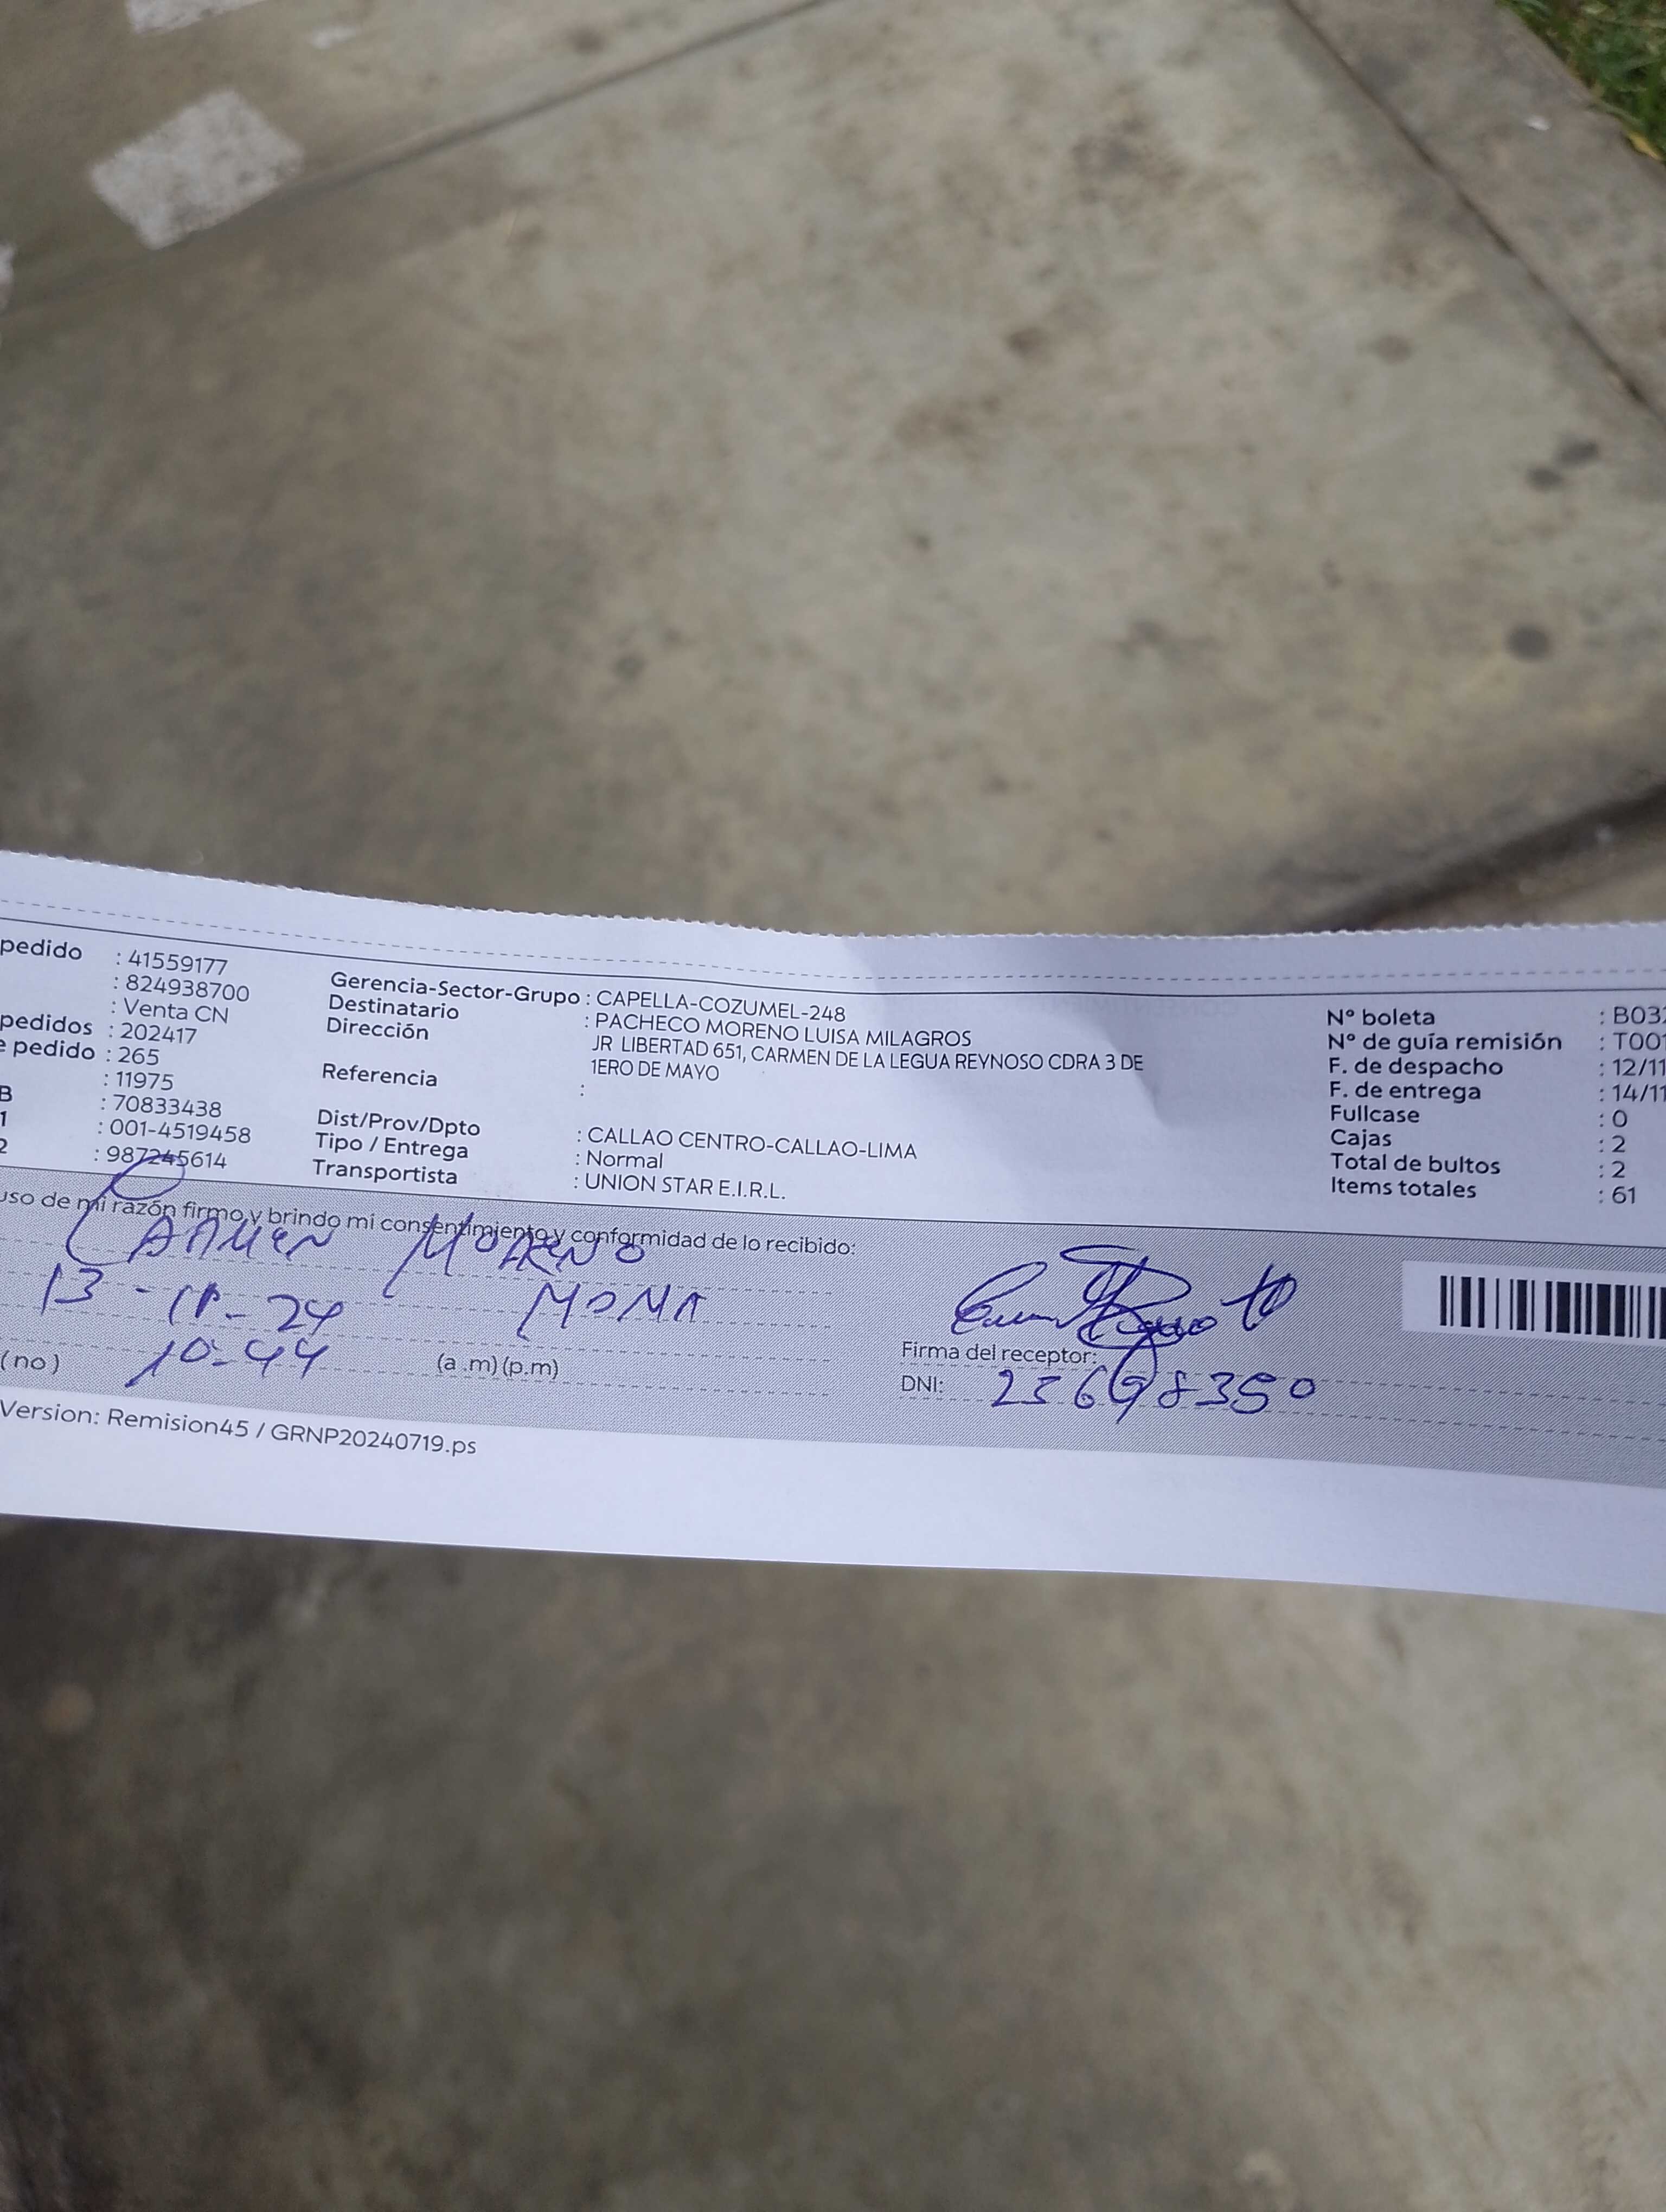 pedido : 41559177
: 824938700
: Venta CN
pedidos : 202417
e pedido : 265
: 11975
B : 70833438
1 : 001-4519458
2 : 987245614
Gerencia-Sector-Grupo : CAPELLA-COZUMEL-248
Destinatario : PACHECO MORENO LUISA MILAGROS
Dirección JR LIBERTAD 651, CARMEN DE LA LEGUA REYNOSO CDRA 3 DE
1ERO DE MAYO
Referencia :
Dist/Prov/Dpto : CALLAO CENTRO-CALLAO-LIMA
Tipo / Entrega : Normal
Transportista : UNION STAR E.I.R.L.
N° boleta : B03
N° de guía remisión : T001
F. de despacho : 12/11
F. de entrega : 14/11
Fullcase : 0
Cajas : 2
Total de bultos : 2
Items totales : 61
uso de mi razón firmo y brindo mi consentimiento y conformidad de lo recibido:
CARMEN MORENO
13-11-24 MAMA
(no) 10:44 (a.m)(p.m)
Firma del receptor:
DNI: 23698350
Version: Remision45 / GRNP20240719.ps